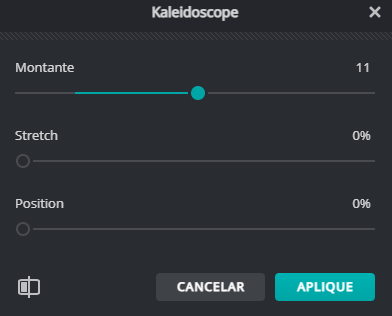 Kaleidoscope
Montante 11
Stretch 0%
Position 0%
CANCELAR APLIQUE